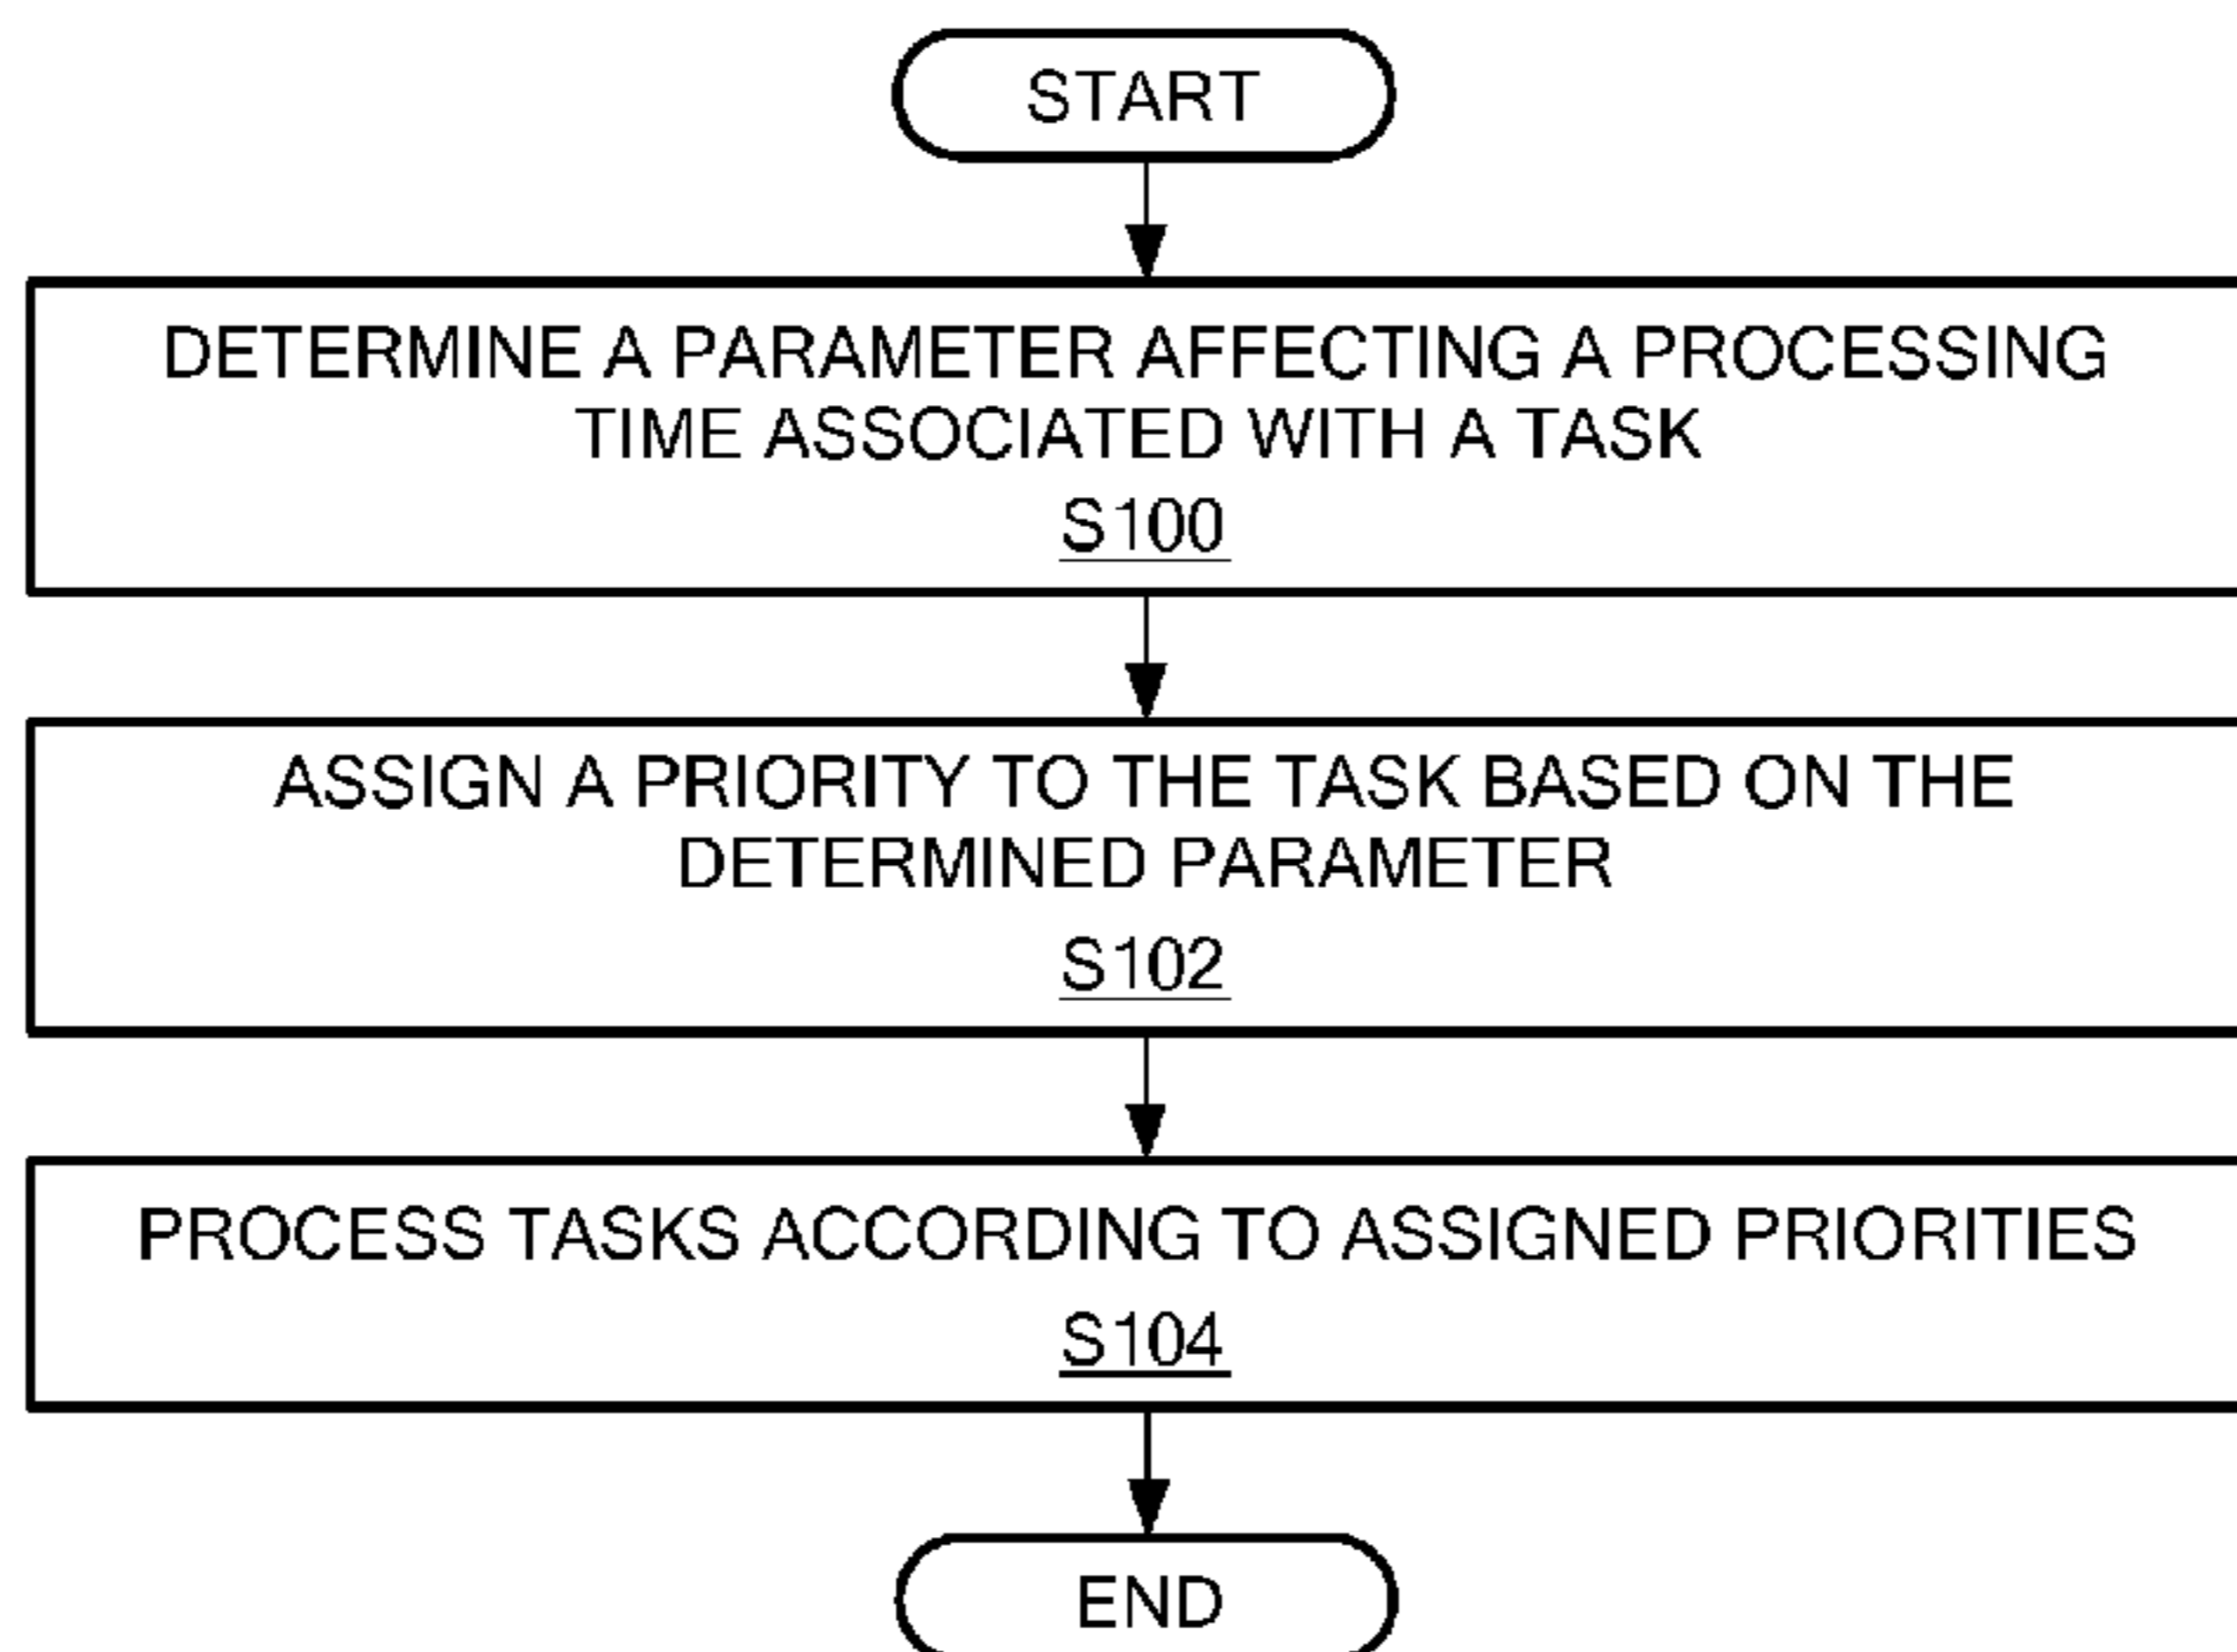 START
DETERMINE A PARAMETER AFFECTING A PROCESSING
TIME ASSOCIATED WITH A TASK
S100
ASSIGN A PRIORITY TO THE TASK BASED ON THE
DETERMINED PARAMETER
S102
PROCESS TASKS ACCORDING TO ASSIGNED PRIORITIES
S104
END